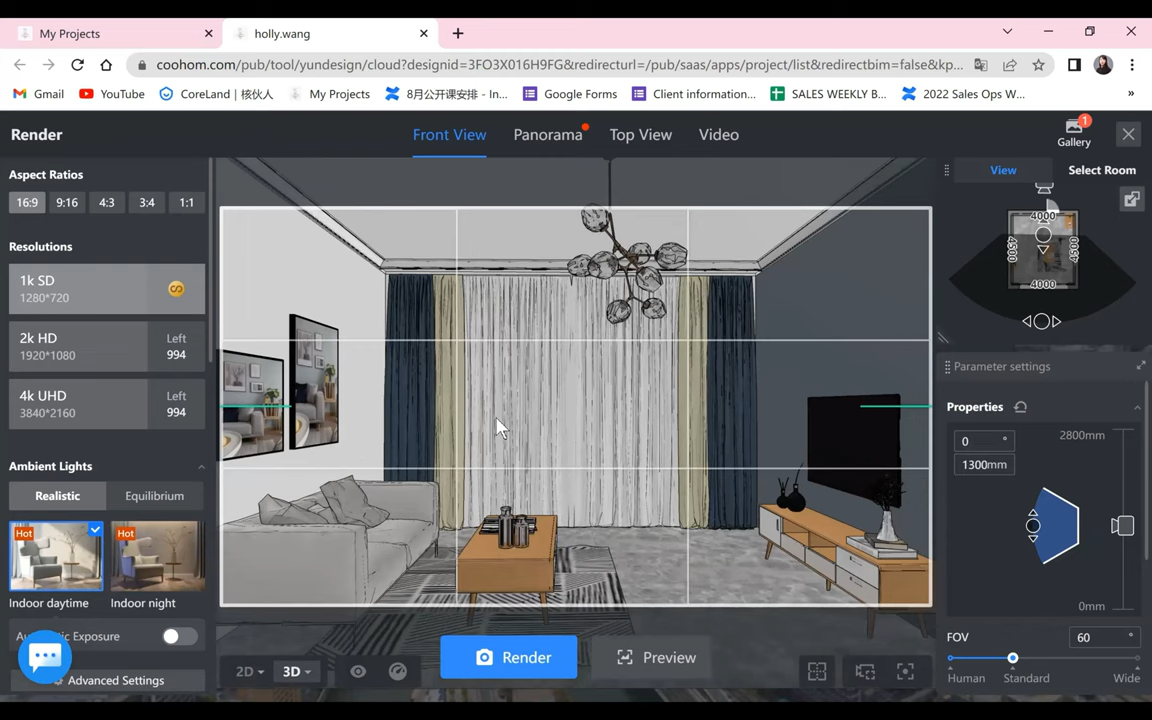 My Projects
holly.wang
coohom.com/pub/tool/yundesign/cloud?designid=3FO3X016H9FG&redirecturl=/pub/saas/apps/project/list&redirectbim=false&kp...
Gmail YouTube CoreLand | 核伙人 My Projects 8月公开课安排 - In... Google Forms Client information... SALES WEEKLY B... 2022 Sales Ops W... »
Render
Front View Panorama Top View Video
Gallery
1
Aspect Ratios
16:9 9:16 4:3 3:4 1:1
Resolutions
1k SD
1280*720
2k HD
1920*1080
Left
994
4k UHD
3840*2160
Left
994
Ambient Lights
Realistic Equilibrium
Hot Hot
Indoor daytime Indoor night
Exposure
Advanced Settings
2D 3D
Render
Preview
View Select Room
4000
4500 4500
4000
Parameter settings
Properties
0 °
1300mm
2800mm
0mm
FOV
60 °
Human Standard Wide